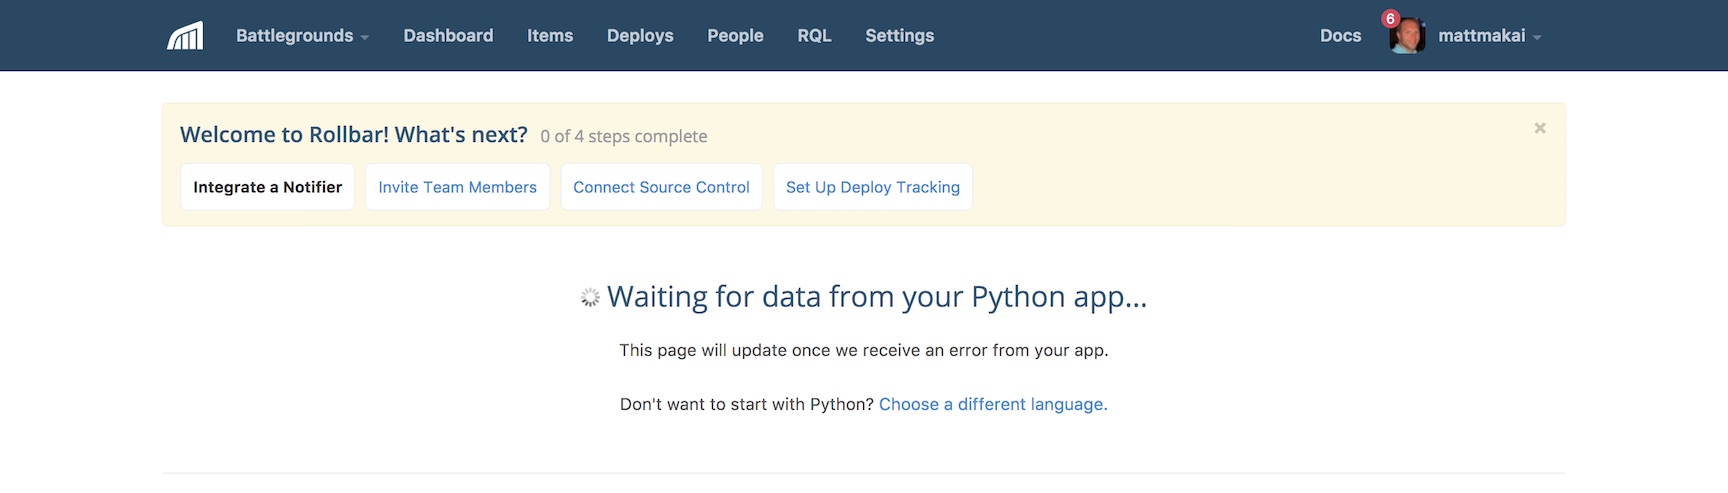 Battlegrounds Dashboard Items Deploys People RQL Settings Docs 6 mattmakai
Welcome to Rollbar! What's next? 0 of 4 steps complete
Integrate a Notifier Invite Team Members Connect Source Control Set Up Deploy Tracking
Waiting for data from your Python app...
This page will update once we receive an error from your app.
Don't want to start with Python? Choose a different language.